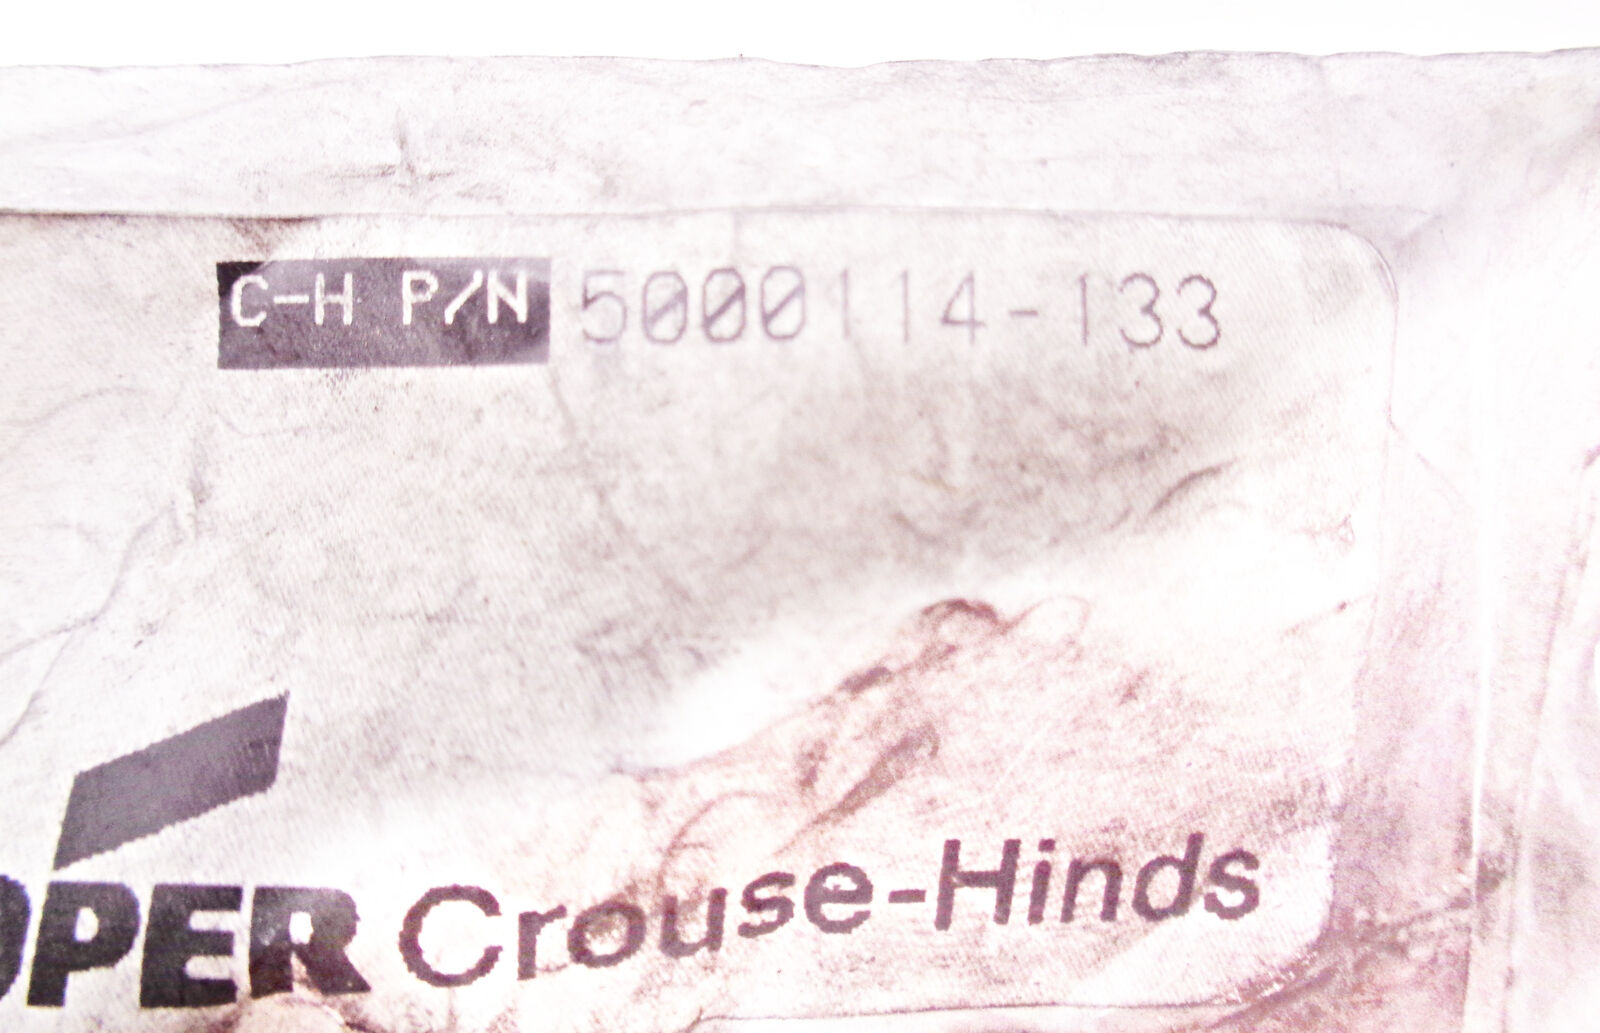 C-H P/N 5000114-133
OPER Crouse-Hinds